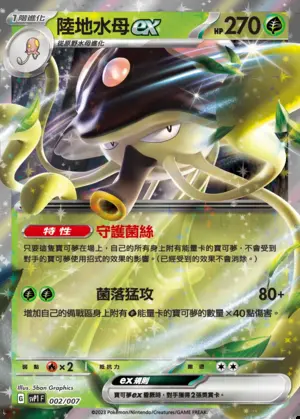 1階進化 陸地水母ex HP270
從原野水母進化
特性 守護菌絲
只要這隻寶可夢在場上，自己的所有身上附有能量卡的寶可夢，不會受到
對手的寶可夢使用招式的效果的影響。（已經受到的效果不會消除。）
菌落猛攻 80+
增加自己的備戰區身上附有能量卡的寶可夢的數量×40點傷害。
弱點 ×2 抵抗力
ex規則
寶可夢ex昏厥時，對手獲得2張獎賞卡。
Illus. 5ban Graphics
G SVP1 F 002/007
©2023 Pokémon/Nintendo/Creatures/GAME FREAK